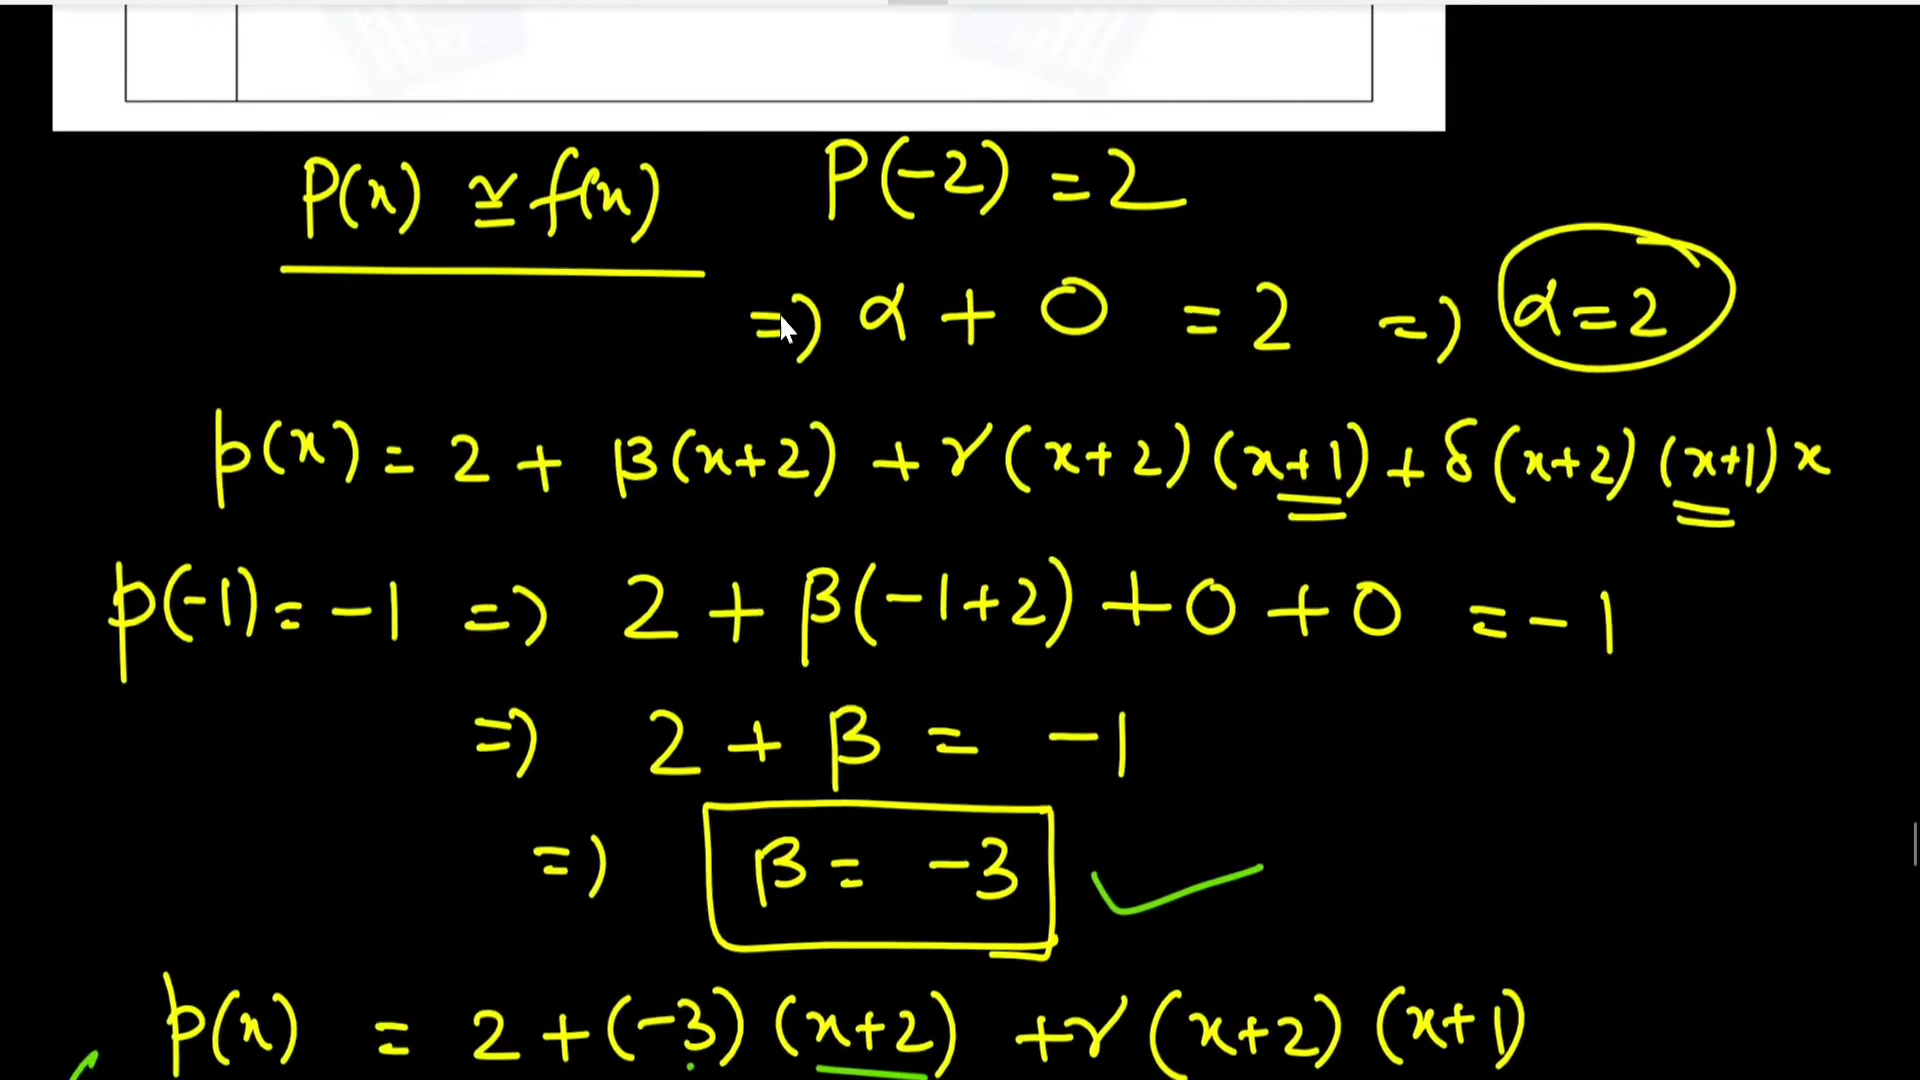 P(x) ≅ f(x)
P(-2) = 2
=) α + 0 = 2 =) α = 2
p(x) = 2 + β(x+2) + γ(x+2)(x+1) + δ(x+2)(x+1)x
p(-1) = -1 =) 2 + β(-1+2) + 0 + 0 = -1
=) 2 + β = -1
=) β = -3
p(x) = 2 + (-3)(x+2) + γ(x+2)(x+1)